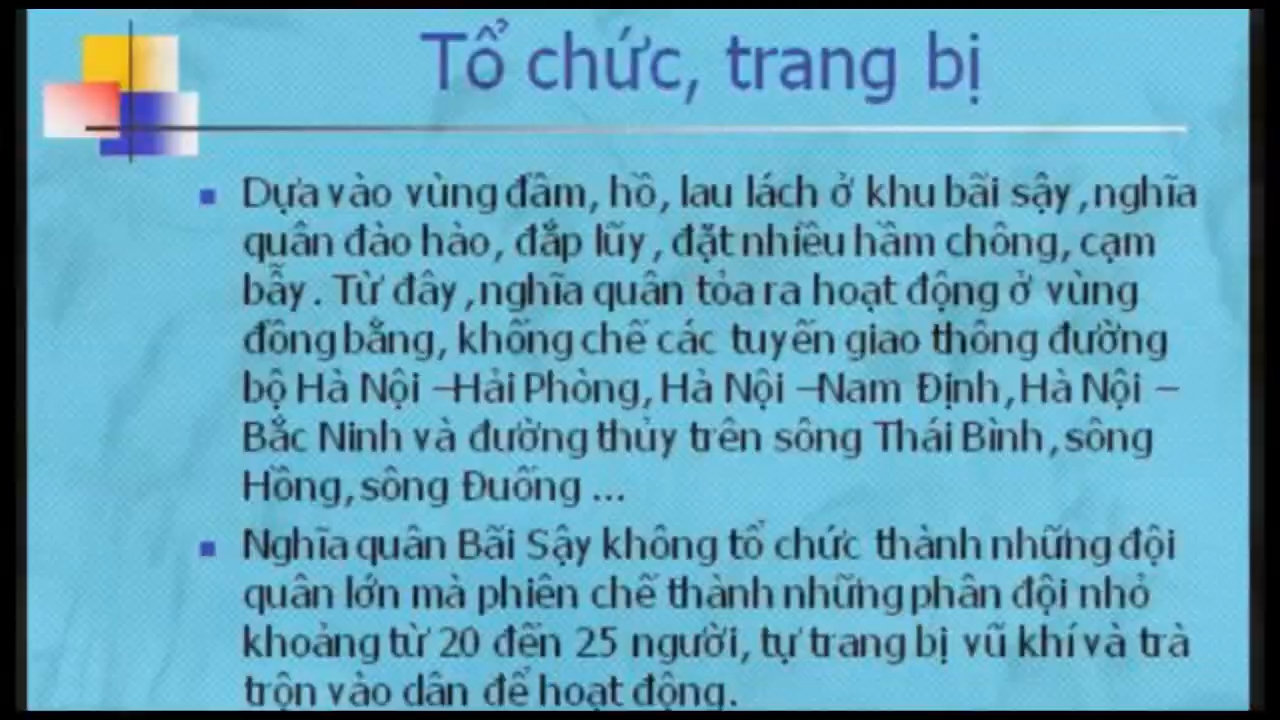 Tổ chức, trang bị
Dựa vào vùng đầm, hồ, lau lách ở khu bãi sậy ,nghĩa
quân đào hào, đắp lũy, đặt nhiều hầm chông, cạm
bẫy. Từ đây ,nghĩa quân tỏa ra hoạt động ở vùng
đồng bằng, khống chế các tuyến giao thông đường
bộ Hà Nội –Hải Phòng, Hà Nội –Nam Định, Hà Nội –
Bắc Ninh và đường thủy trên sông Thái Bình, sông
Hồng, sông Đuống ...
Nghĩa quân Bãi Sậy không tổ chức thành những đội
quân lớn mà phiên chế thành những phân đội nhỏ
khoảng từ 20 đến 25 người, tự trang bị vũ khí và trà
trộn vào dân để hoạt động.